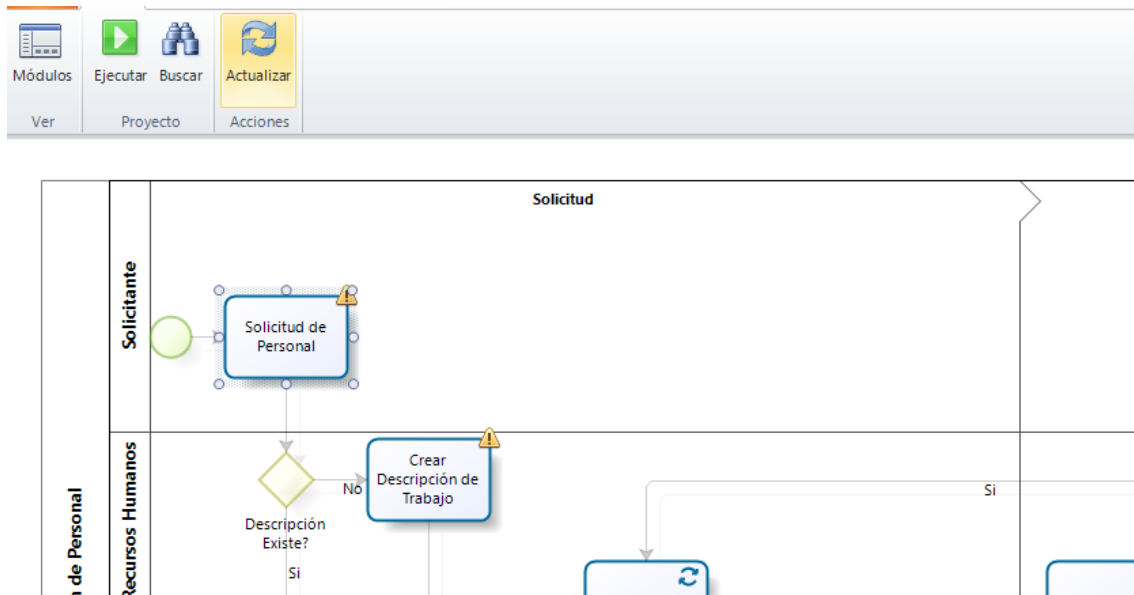 Módulos
Ejecutar
Buscar
Actualizar
Ver
Proyecto
Acciones
Solicitud
Solicitante
Solicitud de
Personal
de Personal
Recursos Humanos
Crear
Descripción de
Trabajo
No
Descripción
Existe?
Si
Si